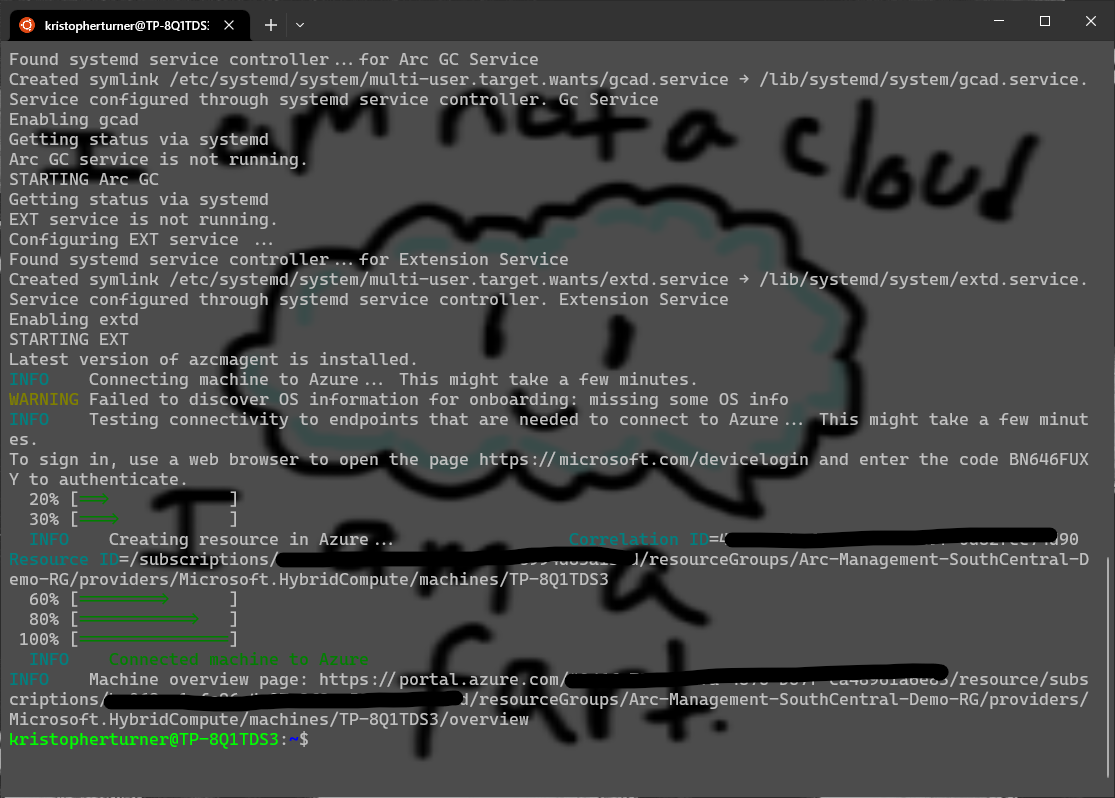 kristopherturner@TP-8Q1TDS3:
Found systemd service controller...for Arc GC Service
Created symlink /etc/systemd/system/multi-user.target.wants/gcad.service → /lib/systemd/system/gcad.service.
Service configured through systemd service controller. Gc Service
Enabling gcad
Getting status via systemd
Arc GC service is not running.
STARTING Arc GC
Getting status via systemd
EXT service is not running.
Configuring EXT service ...
Found systemd service controller...for Extension Service
Created symlink /etc/systemd/system/multi-user.target.wants/extd.service → /lib/systemd/system/extd.service.
Service configured through systemd service controller. Extension Service
Enabling extd
STARTING EXT
Latest version of azcmagent is installed.
INFO    Connecting machine to Azure... This might take a few minutes.
WARNING Failed to discover OS information for onboarding: missing some OS info
INFO    Testing connectivity to endpoints that are needed to connect to Azure... This might take a few minut
es.
To sign in, use a web browser to open the page https://microsoft.com/devicelogin and enter the code BN646FUX
Y to authenticate.
20% [===            ]
30% [====           ]
INFO    Creating resource in Azure...                 Correlation ID=
Resource ID=/subscriptions/ /resourceGroups/Arc-Management-SouthCentral-D
emo-RG/providers/Microsoft.HybridCompute/machines/TP-8Q1TDS3
60% [=========      ]
80% [============   ]
100% [===============]
INFO    Connected machine to Azure
INFO    Machine overview page: https://portal.azure.com/ /resource/subs
criptions/ /resourceGroups/Arc-Management-SouthCentral-Demo-RG/providers/
Microsoft.HybridCompute/machines/TP-8Q1TDS3/overview
kristopherturner@TP-8Q1TDS3:~$
I am not a cloud
I am a
fart.